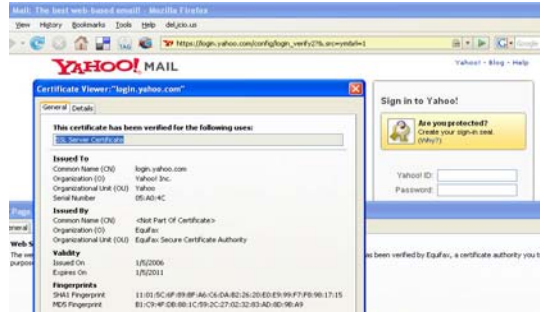 Mail: The best web-based email! - Mozilla Firefox
View History Bookmarks Tools Help del.icio.us
https://login.yahoo.com/config/login_verify2?&.src=ym&rl=1
YAHOO! MAIL
Yahoo! - Blog - Help
Certificate Viewer:"login.yahoo.com"
General Details
This certificate has been verified for the following uses:
SSL Server Certificate
Issued To
Common Name (CN) login.yahoo.com
Organization (O) Yahoo! Inc.
Organizational Unit (OU) Yahoo
Serial Number 05:A0:4C
Issued By
Common Name (CN) <Not Part Of Certificate>
Organization (O) Equifax
Organizational Unit (OU) Equifax Secure Certificate Authority
Validity
Issued On 1/5/2006
Expires On 1/5/2011
Fingerprints
SHA1 Fingerprint
MD5 Fingerprint
Sign in to Yahoo!
Are you protected?
Create your sign-in seal.
(Why?)
Yahoo! ID:
Password:
Page
General
Web S
The we
purpose
as been verified by Equifax, a certificate authority you t